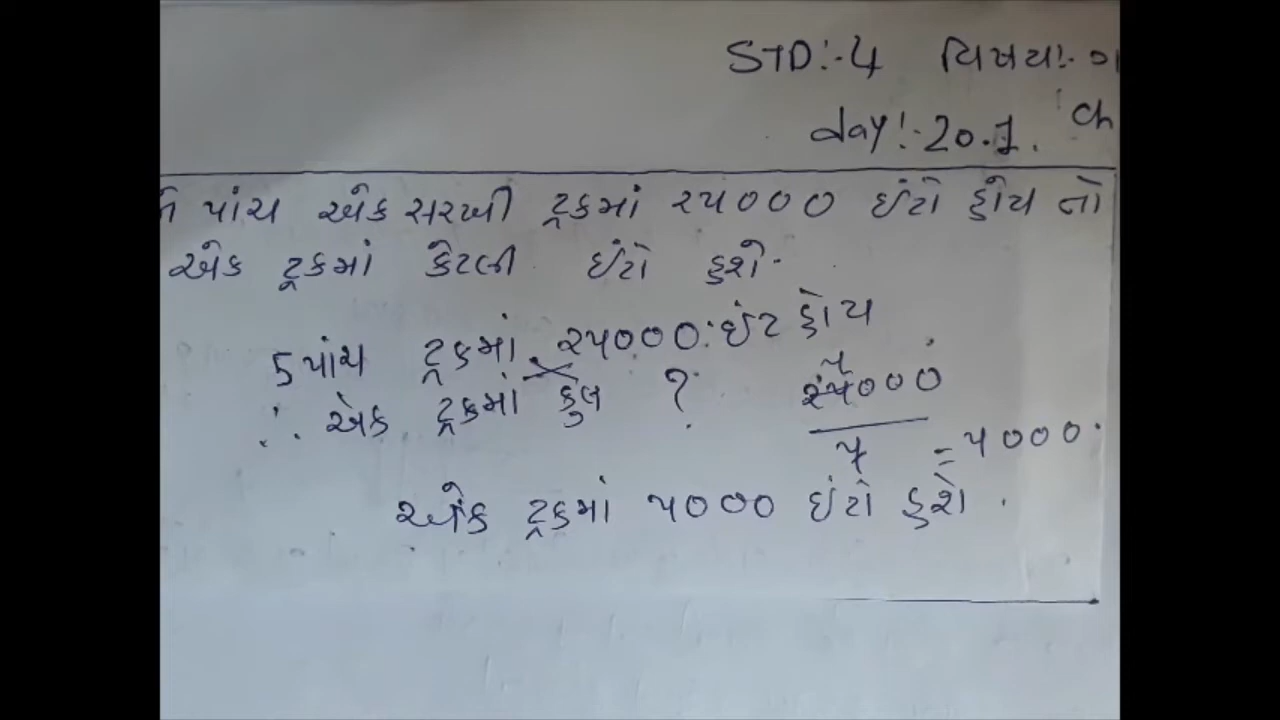 STD:- 4 વિષય:-
day:- 20.1. Ch
પાંચ એક સરખી ટ્રકમાં ૨૫૦૦૦ ઈંટો હોય તો
એક ટ્રકમાં કેટલી ઈંટો હશે.
5 પાંચ ટ્રકમાં ૨૫૦૦૦ ઈંટ હોય
∴ એક ટ્રકમાં કુલ ?
૫
૨૫૦૦૦
૫ = ૫૦૦૦.
એક ટ્રકમાં ૫૦૦૦ ઈંટો હશે.